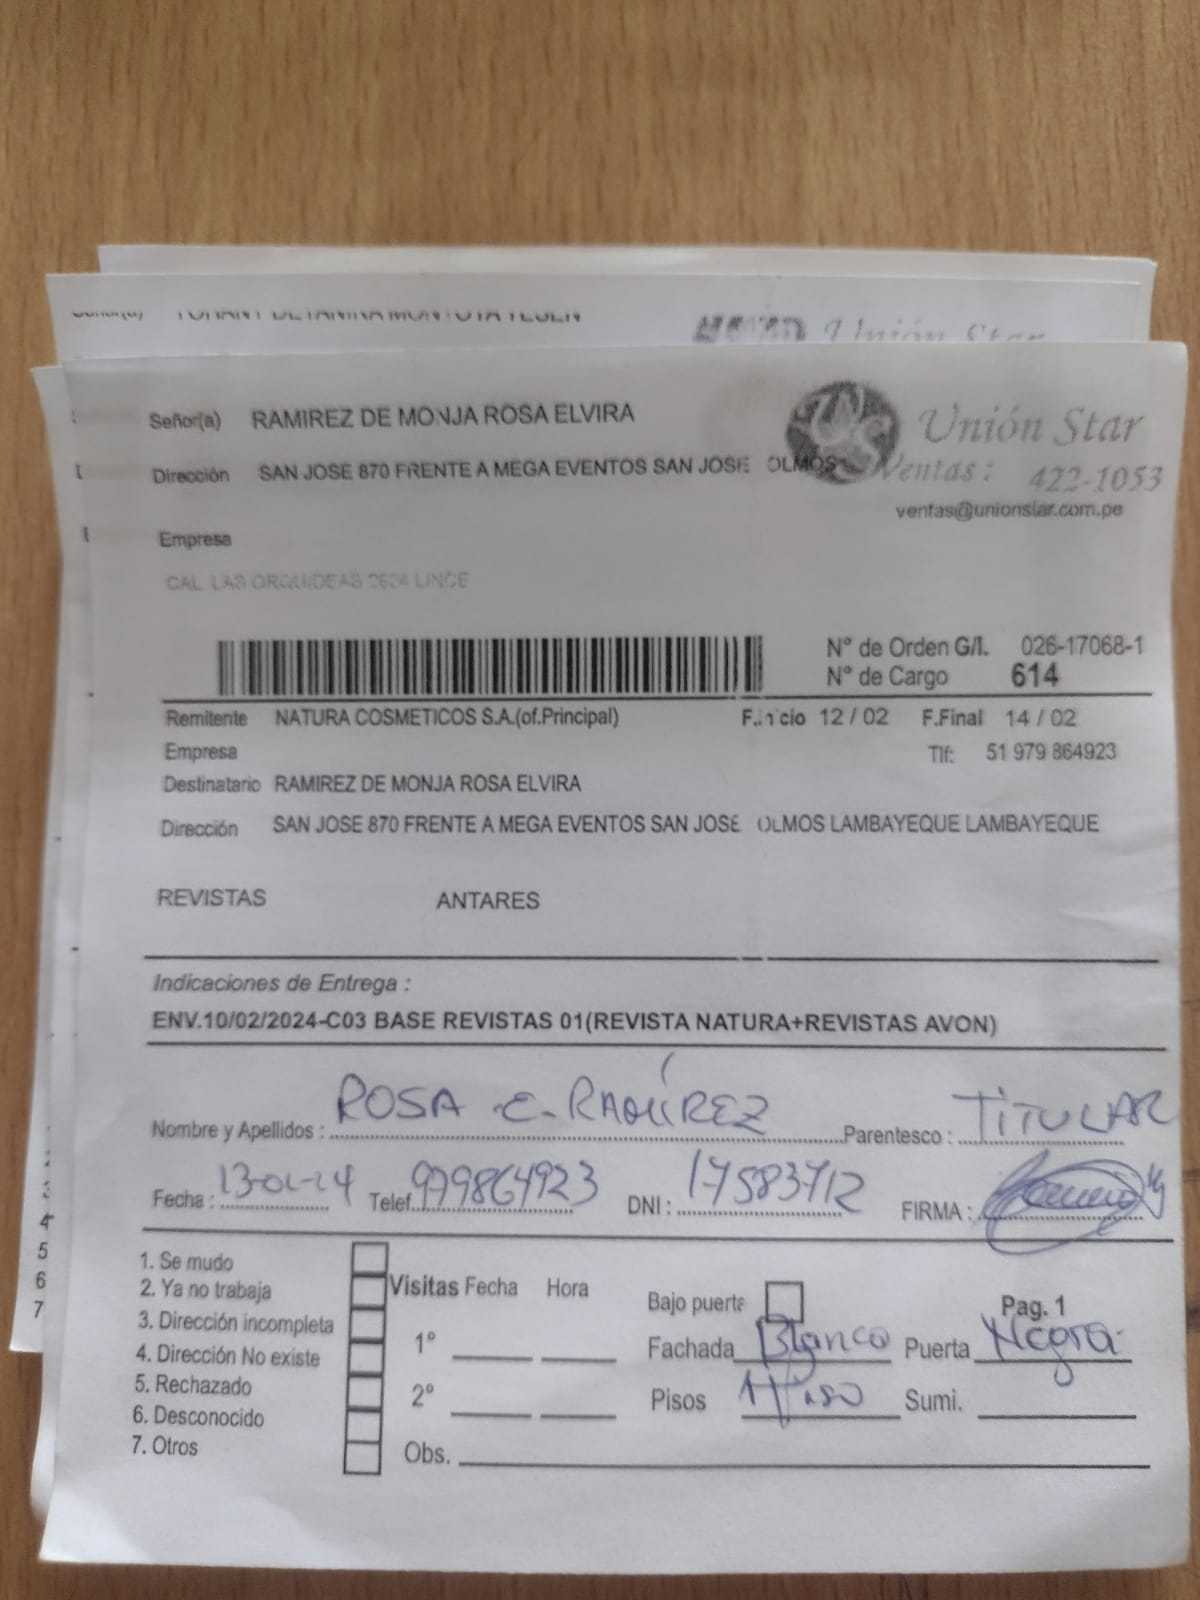 Señor(a) RAMIREZ DE MONJA ROSA ELVIRA
Unión Star
Dirección SAN JOSE 870 FRENTE A MEGA EVENTOS SAN JOSE OLMOS
Ventas: 422-1053
ventas@unionstar.com.pe
Empresa
CAL. LAS ORQUIDEAS 2634 LINCE
N° de Orden G/I. 026-17068-1
N° de Cargo 614
Remitente NATURA COSMETICOS S.A.(of.Principal) F.Inicio 12 / 02 F.Final 14 / 02
Empresa Tlf: 51 979 864923
Destinatario RAMIREZ DE MONJA ROSA ELVIRA
Dirección SAN JOSE 870 FRENTE A MEGA EVENTOS SAN JOSE OLMOS LAMBAYEQUE LAMBAYEQUE
REVISTAS ANTARES
Indicaciones de Entrega :
ENV.10/02/2024-C03 BASE REVISTAS 01(REVISTA NATURA+REVISTAS AVON)
Nombre y Apellidos : ROSA E. RAMÍREZ Parentesco : TITULAR
Fecha : Telef. 979864923 DNI : 17583712 FIRMA :
1. Se mudo
2. Ya no trabaja
3. Dirección incompleta
4. Dirección No existe
5. Rechazado
6. Desconocido
7. Otros
Visitas Fecha Hora
1°
2°
Obs.
Bajo puerta Pag. 1
Fachada Blanco Puerta Negra
Pisos 1 Piso Sumi.
4
5
6
7